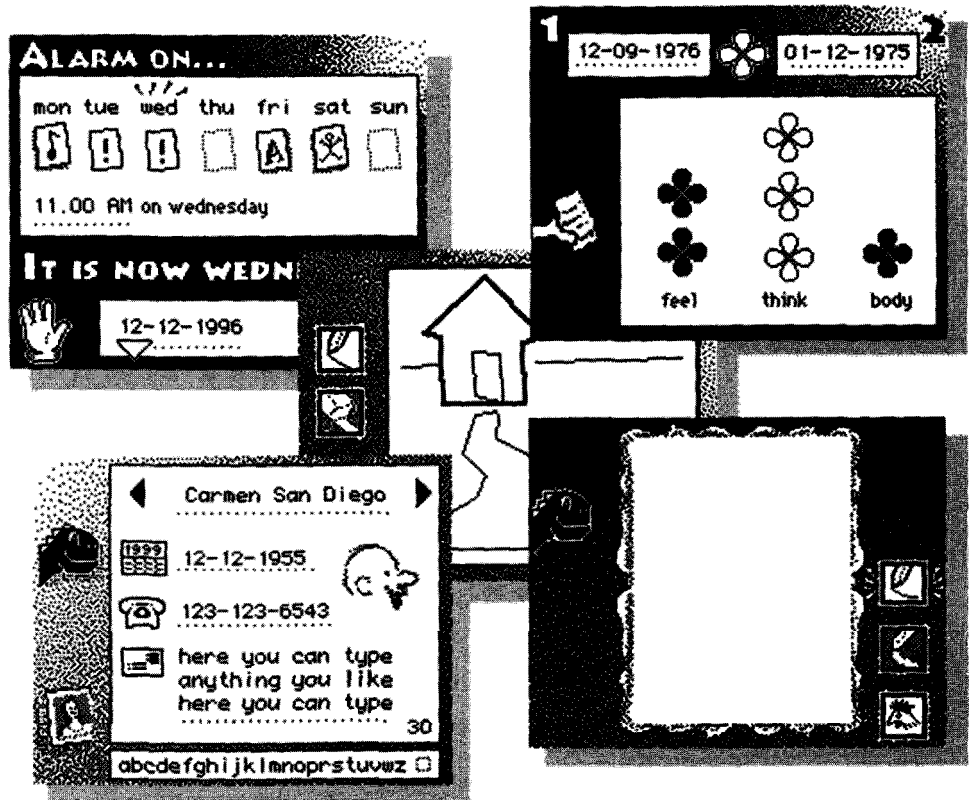 ALARM ON...
mon tue wed thu fri sat sun
A
11.00 AM on wednesday
IT IS NOW WEDN
12-12-1996
1 2
12-09-1976 01-12-1975
feel think body
Carmen San Diego
1999
12-12-1955
123-123-6543
here you can type
anything you like
here you can type
30
abcdefghijklmnoprstuvwz